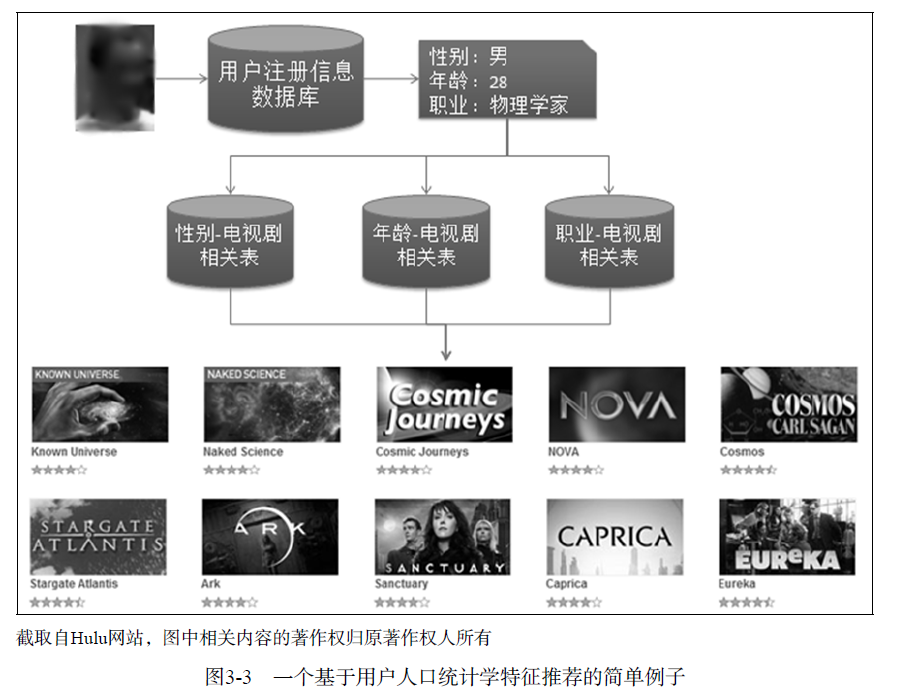 用户注册信息
数据库
性别：男
年龄：28
职业：物理学家
性别-电视剧
相关表
年龄-电视剧
相关表
职业-电视剧
相关表
KNOWN UNIVERSE
NAKED SCIENCE
Cosmic
Journeys
NOVA
COSMOS
CARL SAGAN
Known Universe
Naked Science
Cosmic Journeys
NOVA
Cosmos
STARGATE
ATLANTIS
ARK
SANCTUARY
CAPRICA
EUREKA
Stargate Atlantis
Ark
Sanctuary
Caprica
Eureka
截取自Hulu网站，图中相关内容的著作权归原著作权人所有
图3-3 一个基于用户人口统计学特征推荐的简单例子